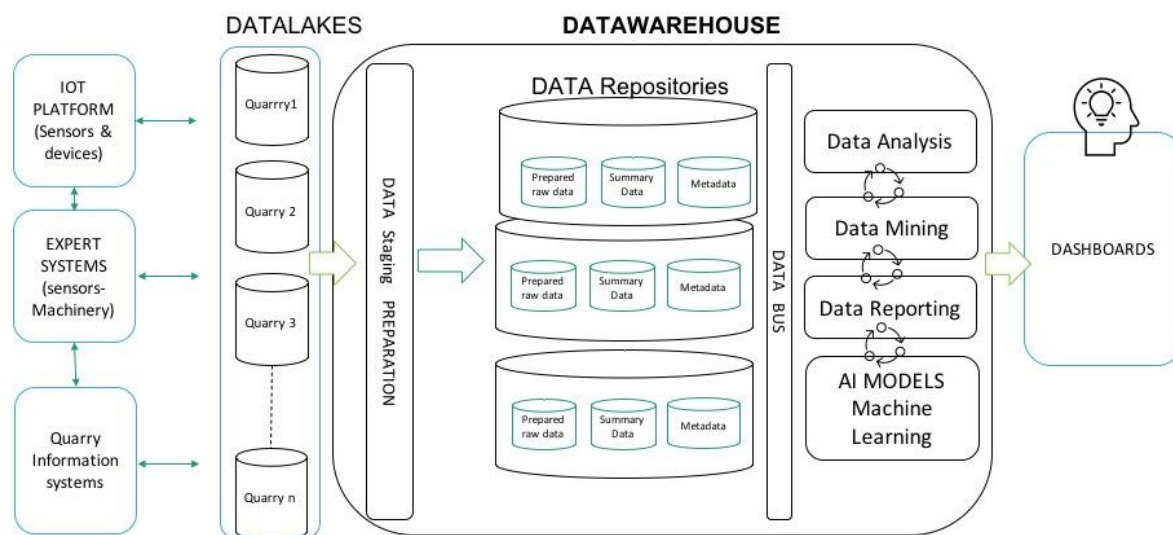 DATALAKES
DATAWAREHOUSE
IOT
PLATFORM
(Sensors &
devices)
EXPERT
SYSTEMS
(sensors-
Machinery)
Quarry
Information
systems
Quarrry1
Quarry 2
Quarry 3
Quarry n
DATA Staging PREPARATION
DATA Repositories
Prepared
raw data
Summary
Data
Metadata
Prepared
raw data
Summary
Data
Metadata
Prepared
raw data
Summary
Data
Metadata
DATA BUS
Data Analysis
Data Mining
Data Reporting
AI MODELS
Machine
Learning
DASHBOARDS